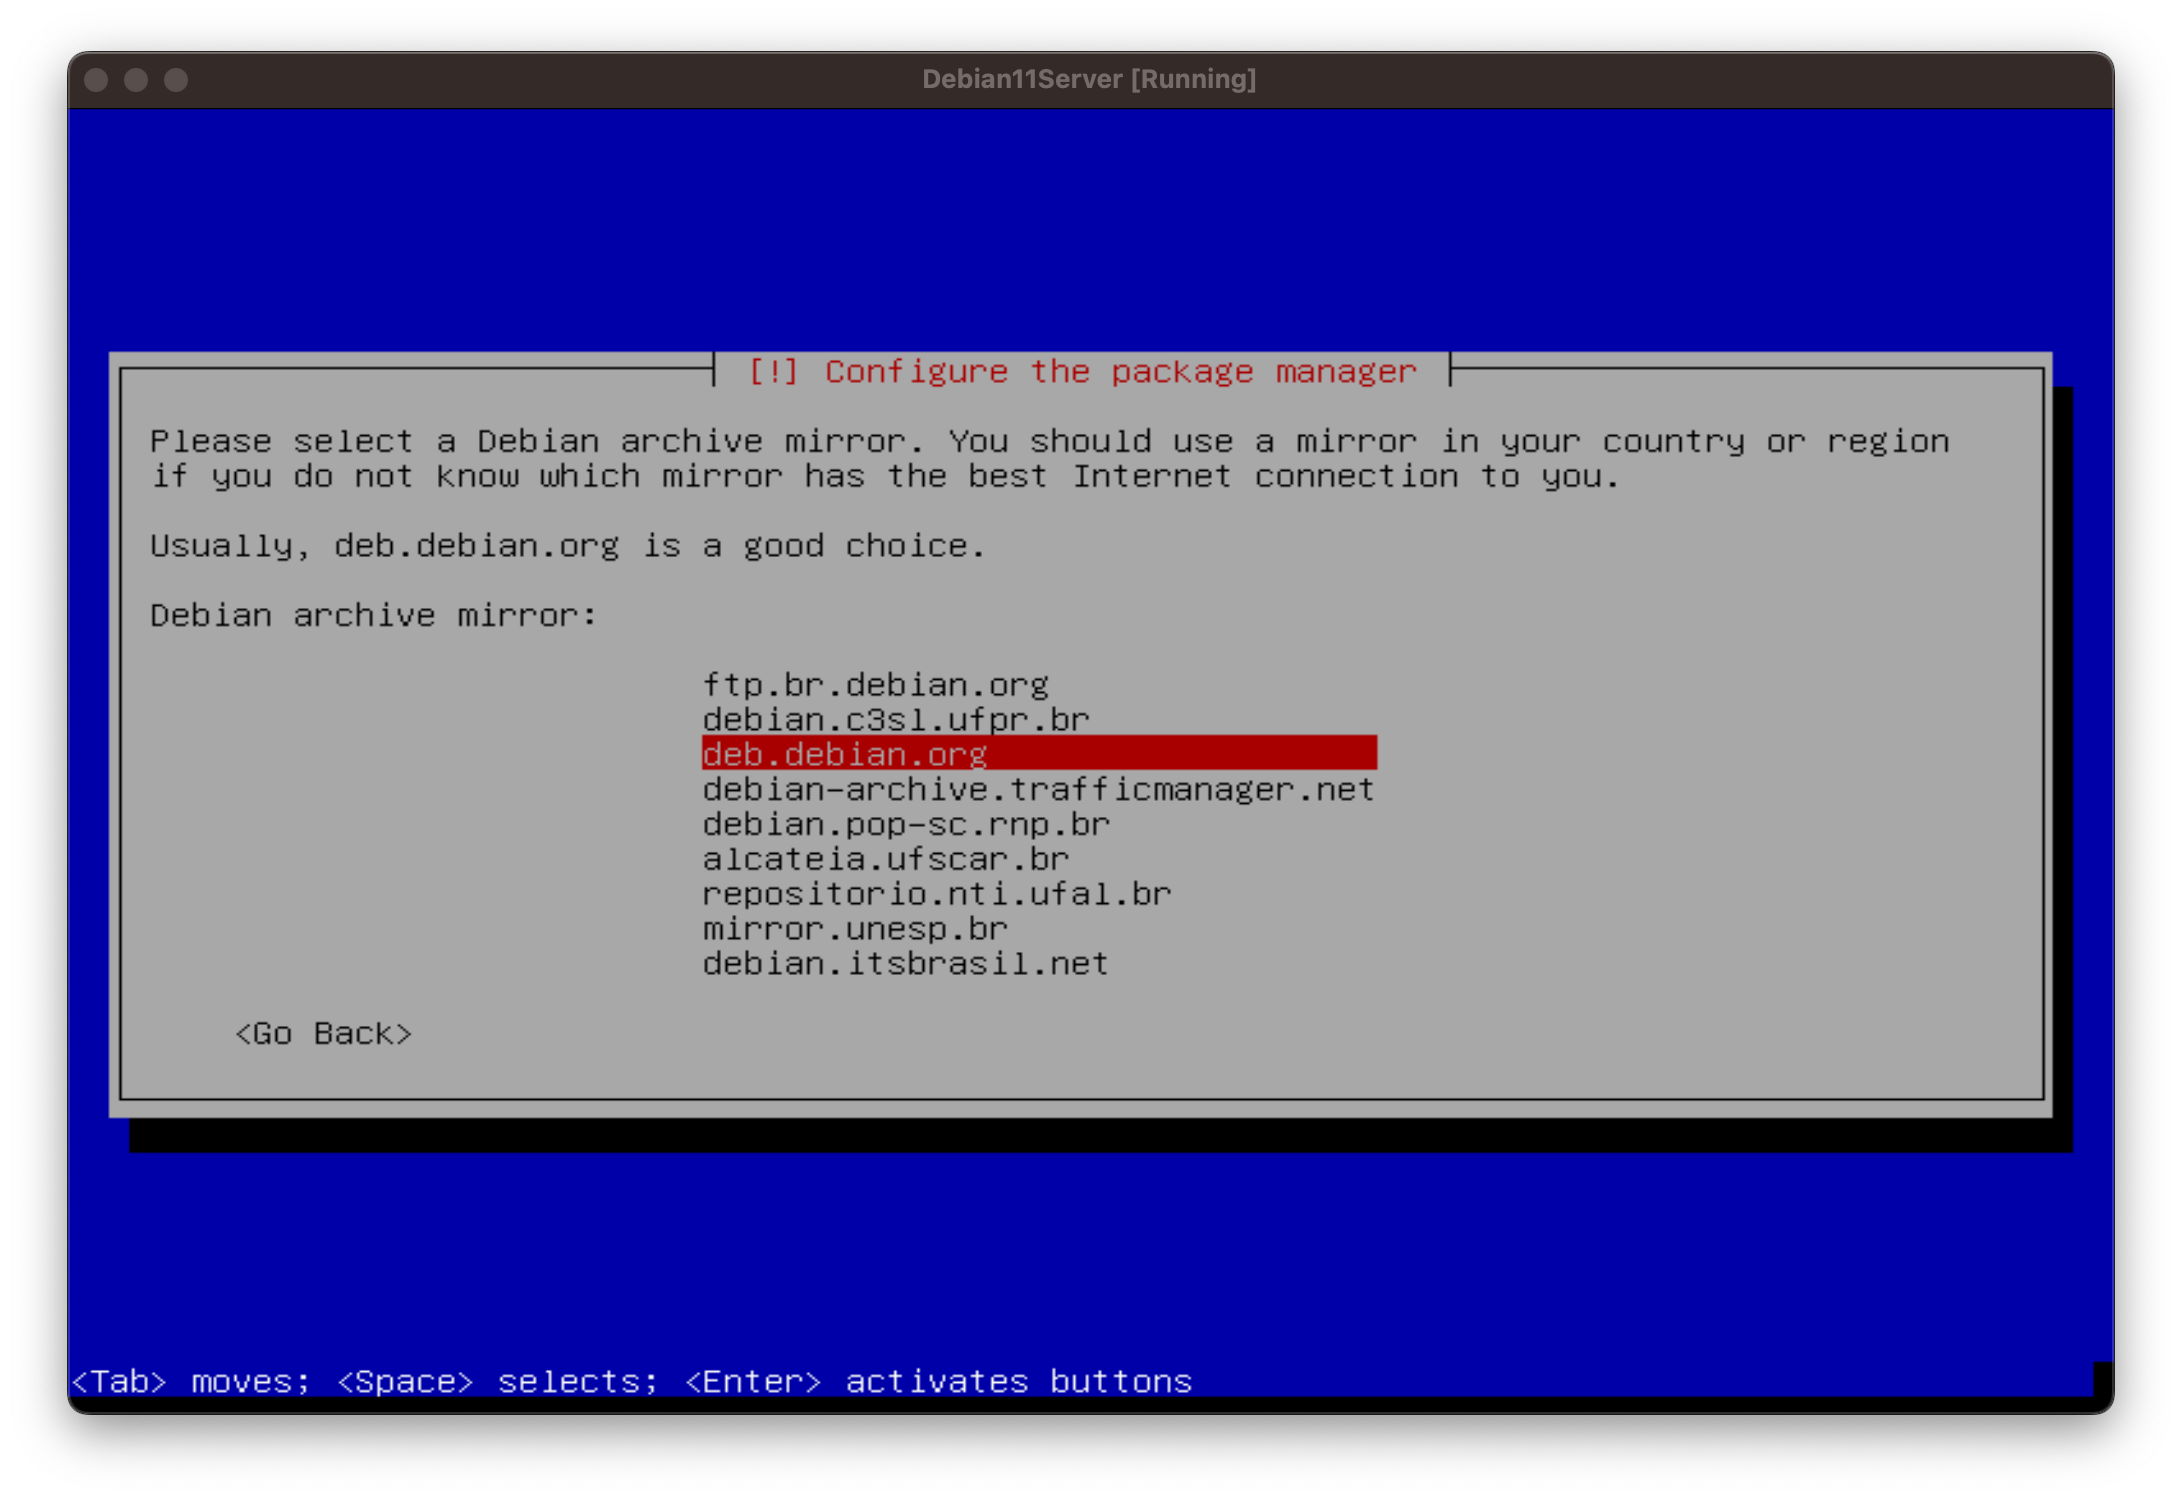 Debian11Server [Running]
[!] Configure the package manager
Please select a Debian archive mirror. You should use a mirror in your country or region
if you do not know which mirror has the best Internet connection to you.
Usually, deb.debian.org is a good choice.
Debian archive mirror:
ftp.br.debian.org
debian.c3sl.ufpr.br
deb.debian.org
debian-archive.trafficmanager.net
debian.pop-sc.rnp.br
alcateia.ufscar.br
repositorio.nti.ufal.br
mirror.unesp.br
debian.itsbrasil.net
<Go Back>
<Tab> moves; <Space> selects; <Enter> activates buttons